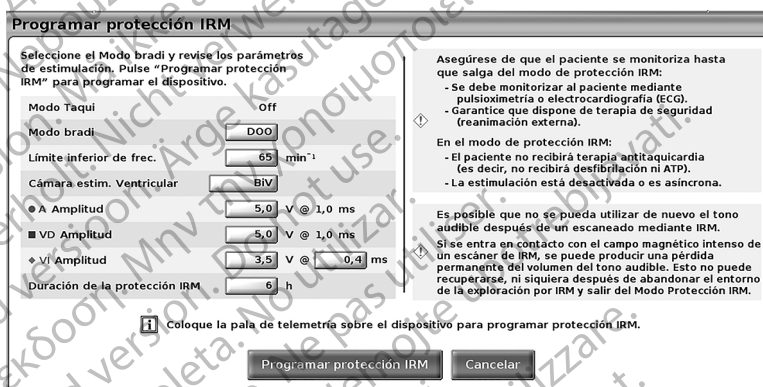 Programar protección IRM
Seleccione el Modo bradi y revise los parámetros
de estimulación. Pulse “Programar protección
IRM” para programar el dispositivo.
Modo Taqui Off
Modo bradi DOO
Límite inferior de frec. 65 min⁻¹
Cámara estim. Ventricular BiV
A Amplitud 5,0 V @ 1,0 ms
VD Amplitud 5,0 V @ 1,0 ms
VI Amplitud 3,5 V @ 0,4 ms
Duración de la protección IRM 6 h
Asegúrese de que el paciente se monitoriza hasta
que salga del modo de protección IRM:
- Se debe monitorizar al paciente mediante
pulsioximetría o electrocardiografía (ECG).
- Garantice que dispone de terapia de seguridad
(reanimación externa).
En el modo de protección IRM:
- El paciente no recibirá terapia antitaquicardia
(es decir, no recibirá desfibrilación ni ATP).
- La estimulación está desactivada o es asíncrona.
Es posible que no se pueda utilizar de nuevo el tono
audible después de un escaneado mediante IRM.
Si se entra en contacto con el campo magnético intenso de
un escáner de IRM, se puede producir una pérdida
permanente del volumen del tono audible. Esto no puede
recuperarse, ni siquiera después de abandonar el entorno
de la exploración por IRM y salir del Modo Protección IRM.
Coloque la pala de telemetría sobre el dispositivo para programar protección IRM.
Programar protección IRM Cancelar